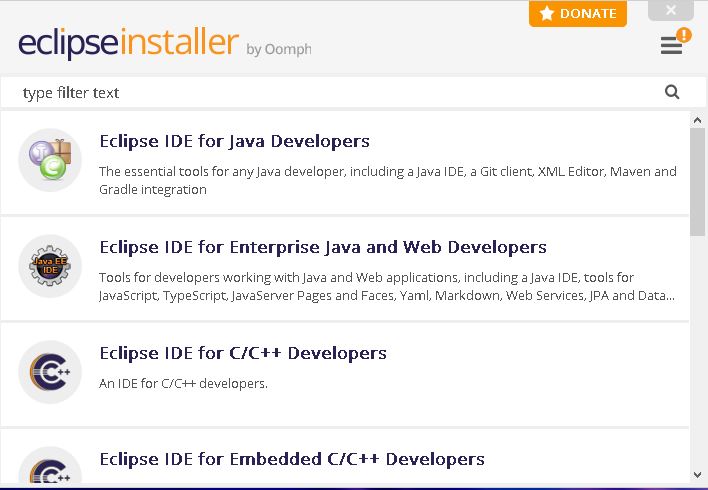 DONATE
eclipseinstaller by Oomph
!
type filter text
Eclipse IDE for Java Developers
The essential tools for any Java developer, including a Java IDE, a Git client, XML Editor, Maven and
Gradle integration
Java EE
IDE
Eclipse IDE for Enterprise Java and Web Developers
Tools for developers working with Java and Web applications, including a Java IDE, tools for
JavaScript, TypeScript, JavaServer Pages and Faces, Yaml, Markdown, Web Services, JPA and Data...
C++
Eclipse IDE for C/C++ Developers
An IDE for C/C++ developers.
C++
Eclipse IDE for Embedded C/C++ Developers